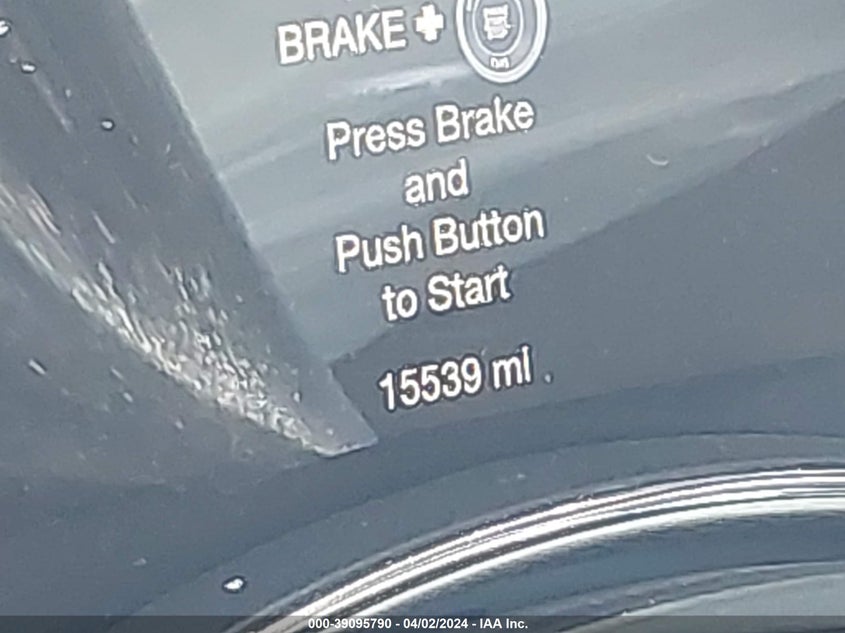 BRAKE +
Press Brake
and
Push Button
to Start
15539 mi
000-39095790 - 04/02/2024 - IAA Inc.